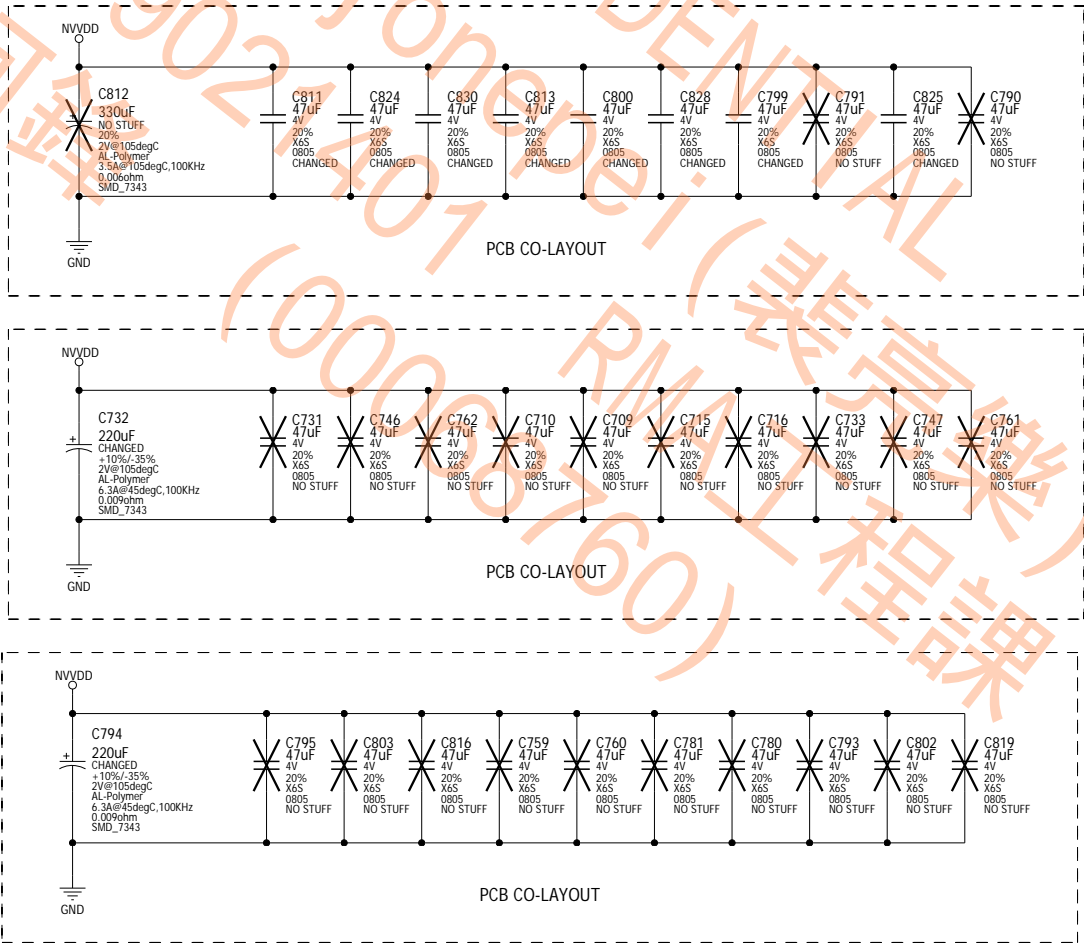 NVVDD
C812
330uF
NO STUFF
20%
2V@105degC
AL-Polymer
3.5A@105degC,100KHz
0.006ohm
SMD_7343
C811
47uF
4V
20%
X6S
0805
CHANGED
C824
47uF
4V
20%
X6S
0805
CHANGED
C830
47uF
4V
20%
X6S
0805
CHANGED
C813
47uF
4V
20%
X6S
0805
CHANGED
C800
47uF
4V
20%
X6S
0805
CHANGED
C828
47uF
4V
20%
X6S
0805
CHANGED
C799
47uF
4V
20%
X6S
0805
CHANGED
C791
47uF
4V
20%
X6S
0805
NO STUFF
C825
47uF
4V
20%
X6S
0805
CHANGED
C790
47uF
4V
20%
X6S
0805
NO STUFF
GND
PCB CO-LAYOUT
NVVDD
C732
220uF
CHANGED
+10%/-35%
2V@105degC
AL-Polymer
6.3A@45degC,100KHz
0.009ohm
SMD_7343
C731
47uF
4V
20%
X6S
0805
NO STUFF
C746
47uF
4V
20%
X6S
0805
NO STUFF
C762
47uF
4V
20%
X6S
0805
NO STUFF
C710
47uF
4V
20%
X6S
0805
NO STUFF
C709
47uF
4V
20%
X6S
0805
NO STUFF
C715
47uF
4V
20%
X6S
0805
NO STUFF
C716
47uF
4V
20%
X6S
0805
NO STUFF
C733
47uF
4V
20%
X6S
0805
NO STUFF
C747
47uF
4V
20%
X6S
0805
NO STUFF
C761
47uF
4V
20%
X6S
0805
NO STUFF
GND
PCB CO-LAYOUT
NVVDD
C794
220uF
CHANGED
+10%/-35%
2V@105degC
AL-Polymer
6.3A@45degC,100KHz
0.009ohm
SMD_7343
C795
47uF
4V
20%
X6S
0805
NO STUFF
C803
47uF
4V
20%
X6S
0805
NO STUFF
C816
47uF
4V
20%
X6S
0805
NO STUFF
C759
47uF
4V
20%
X6S
0805
NO STUFF
C760
47uF
4V
20%
X6S
0805
NO STUFF
C781
47uF
4V
20%
X6S
0805
NO STUFF
C780
47uF
4V
20%
X6S
0805
NO STUFF
C793
47uF
4V
20%
X6S
0805
NO STUFF
C802
47uF
4V
20%
X6S
0805
NO STUFF
C819
47uF
4V
20%
X6S
0805
NO STUFF
GND
PCB CO-LAYOUT
DENTIAL
yonepei(裴亮樂)
RMA工程課
9021401
(00068760)
鋒